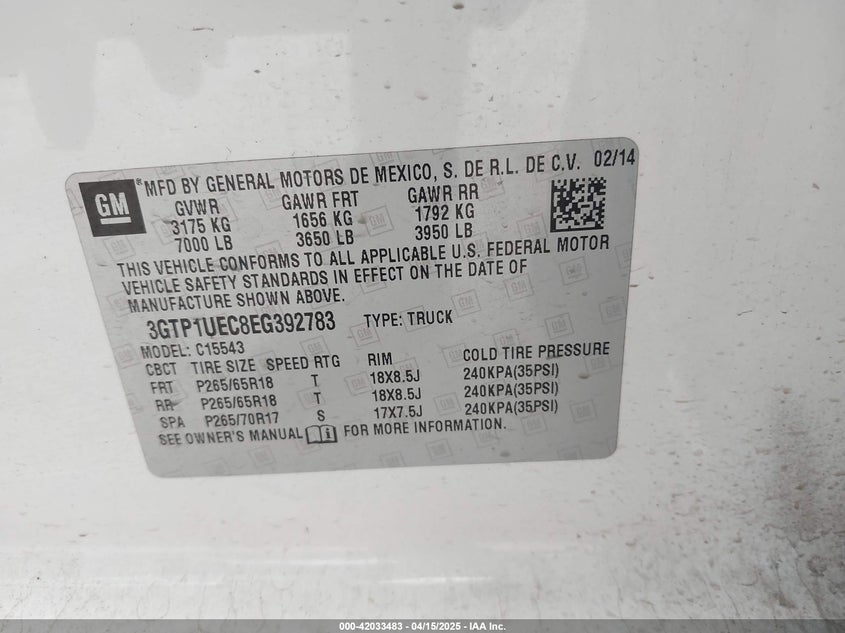 GM ®MFD BY GENERAL MOTORS DE MEXICO, S. DE R.L. DE C.V. 02/14
GVWR GAWR FRT GAWR RR
3175 KG 1656 KG 1792 KG
7000 LB 3650 LB 3950 LB
THIS VEHICLE CONFORMS TO ALL APPLICABLE U.S. FEDERAL MOTOR
VEHICLE SAFETY STANDARDS IN EFFECT ON THE DATE OF
MANUFACTURE SHOWN ABOVE.
3GTP1UEC8EG392783 TYPE: TRUCK
MODEL: C15543
CBCT TIRE SIZE SPEED RTG RIM COLD TIRE PRESSURE
FRT P265/65R18 T 18X8.5J 240KPA(35PSI)
RR P265/65R18 T 18X8.5J 240KPA(35PSI)
SPA P265/70R17 S 17X7.5J 240KPA(35PSI)
SEE OWNER'S MANUAL FOR MORE INFORMATION.
000-42033483 - 04/15/2025 - IAA Inc.